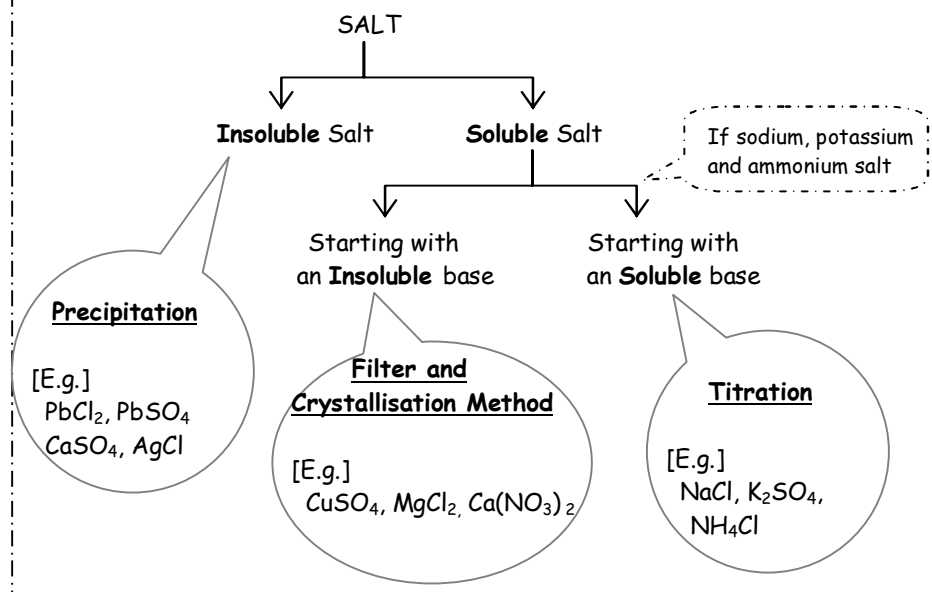 SALT
Insoluble Salt
Soluble Salt
If sodium, potassium
and ammonium salt
Starting with
an Insoluble base
Starting with
an Soluble base
Precipitation
[E.g.]
PbCl₂, PbSO₄
CaSO₄, AgCl
Filter and
Crystallisation Method
[E.g.]
CuSO₄, MgCl₂, Ca(NO₃)₂
Titration
[E.g.]
NaCl, K₂SO₄,
NH₄Cl